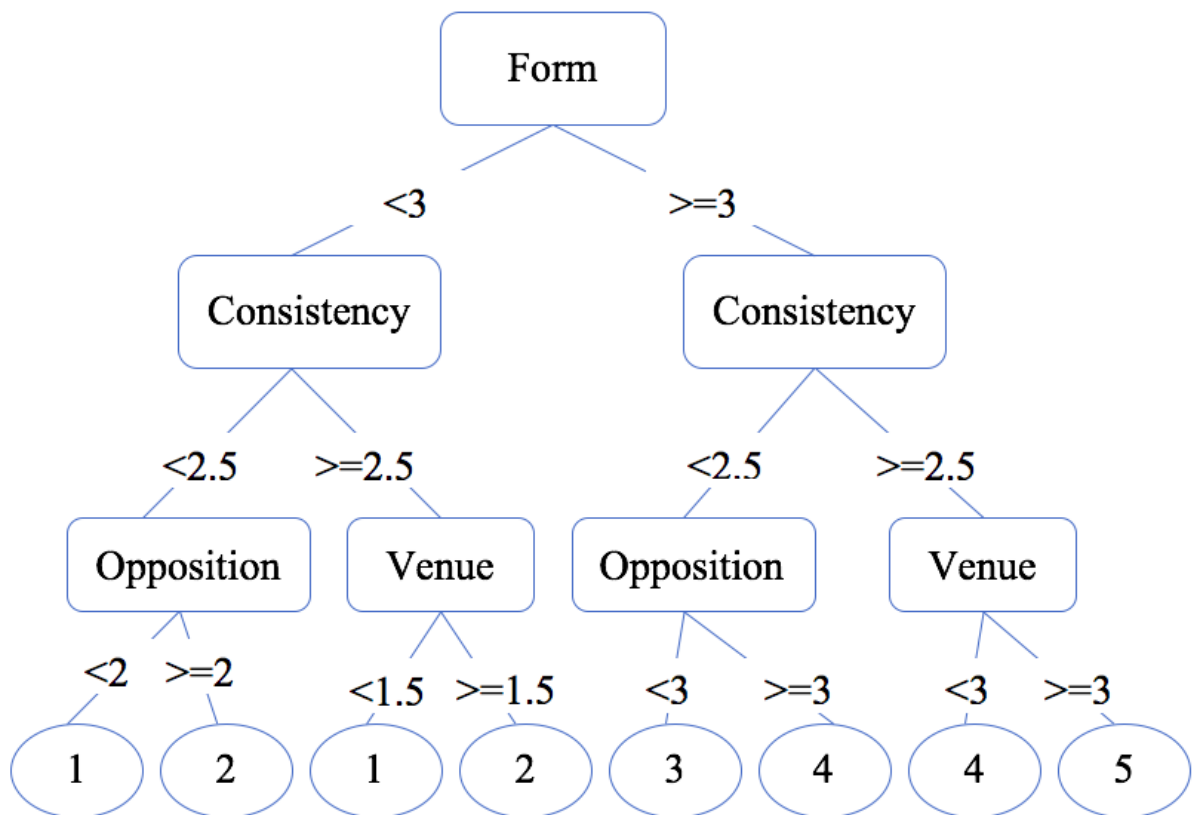 Form
<3 >=3
Consistency Consistency
<2.5 >=2.5 <2.5 >=2.5
Opposition Venue Opposition Venue
<2 >=2 <1.5 >=1.5 <3 >=3 <3 >=3
1 2 1 2 3 4 4 5